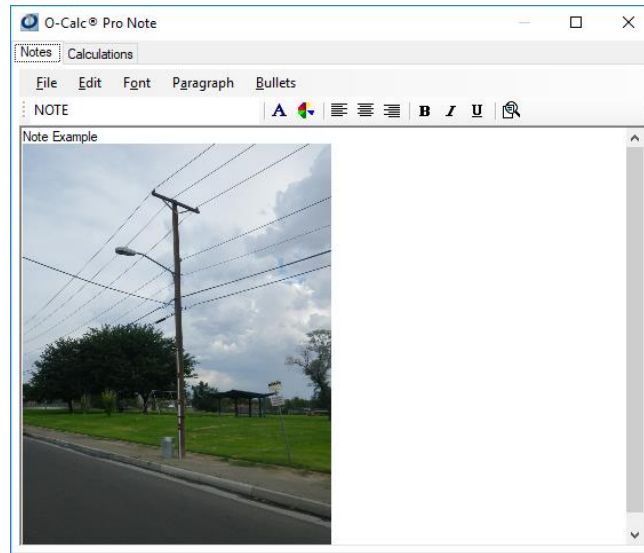 O-Calc® Pro Note
Notes Calculations
File Edit Font Paragraph Bullets
NOTE A B I U
Note Example